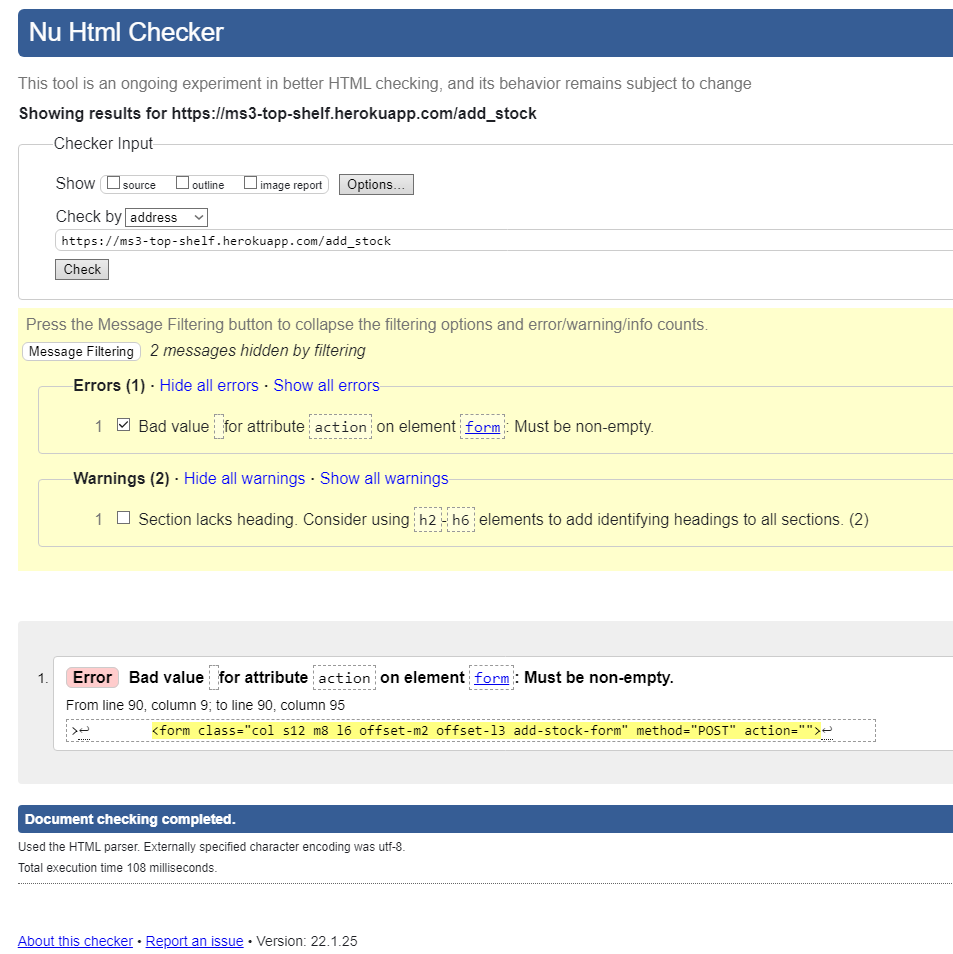 Nu Html Checker
This tool is an ongoing experiment in better HTML checking, and its behavior remains subject to change
Showing results for https://ms3-top-shelf.herokuapp.com/add_stock
Checker Input
Show source outline image report Options...
Check by address
https://ms3-top-shelf.herokuapp.com/add_stock
Check
Press the Message Filtering button to collapse the filtering options and error/warning/info counts.
Message Filtering 2 messages hidden by filtering
Errors (1) · Hide all errors · Show all errors
1 Bad value for attribute action on element form: Must be non-empty.
Warnings (2) · Hide all warnings · Show all warnings
1 Section lacks heading. Consider using h2-h6 elements to add identifying headings to all sections. (2)
1. Error Bad value for attribute action on element form: Must be non-empty.
From line 90, column 9; to line 90, column 95
>↩ <form class="col s12 m8 l6 offset-m2 offset-l3 add-stock-form" method="POST" action="">↩
Document checking completed.
Used the HTML parser. Externally specified character encoding was utf-8.
Total execution time 108 milliseconds.
About this checker • Report an issue • Version: 22.1.25